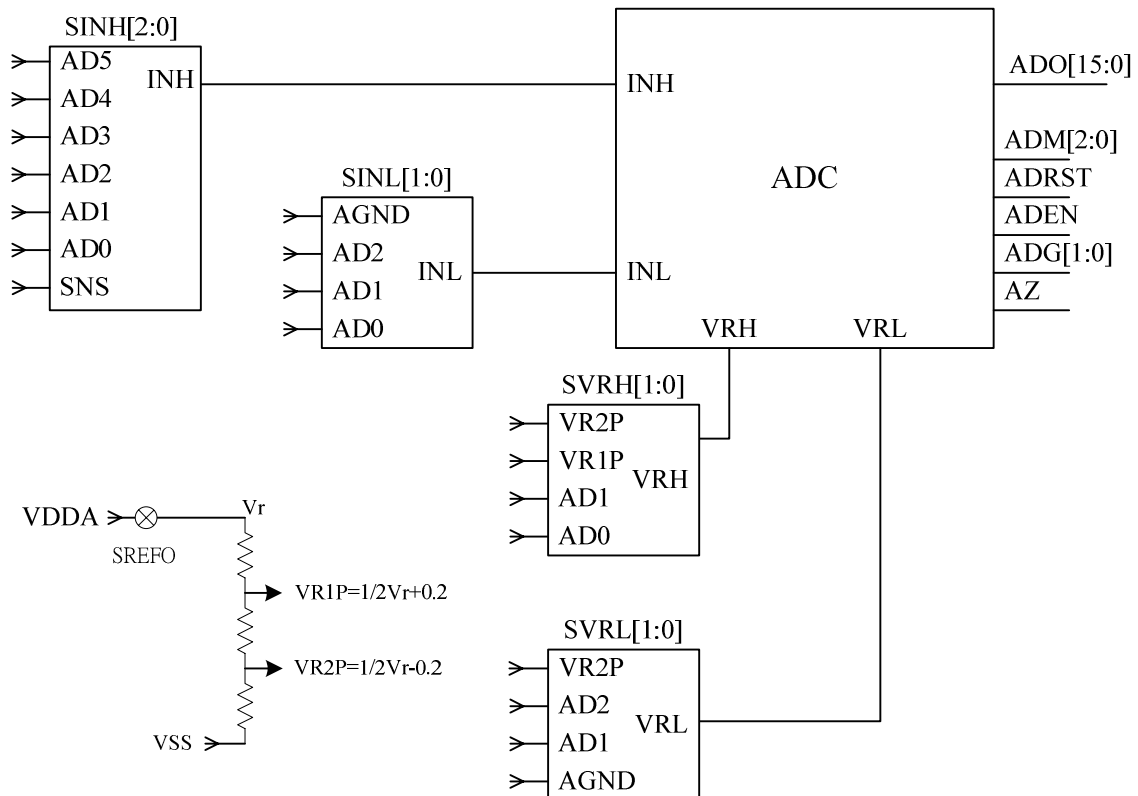 SINH[2:0]
AD5
AD4
AD3
AD2
AD1
AD0
SNS
INH
SINL[1:0]
AGND
AD2
AD1
AD0
INL
INH
INL
ADC
VRH
VRL
ADO[15:0]
ADM[2:0]
ADRST
ADEN
ADG[1:0]
AZ
SVRH[1:0]
VR2P
VR1P
AD1
AD0
VRH
VDDA
SREFO
Vr
VR1P=1/2Vr+0.2
VR2P=1/2Vr-0.2
VSS
SVRL[1:0]
VR2P
AD2
AD1
AGND
VRL